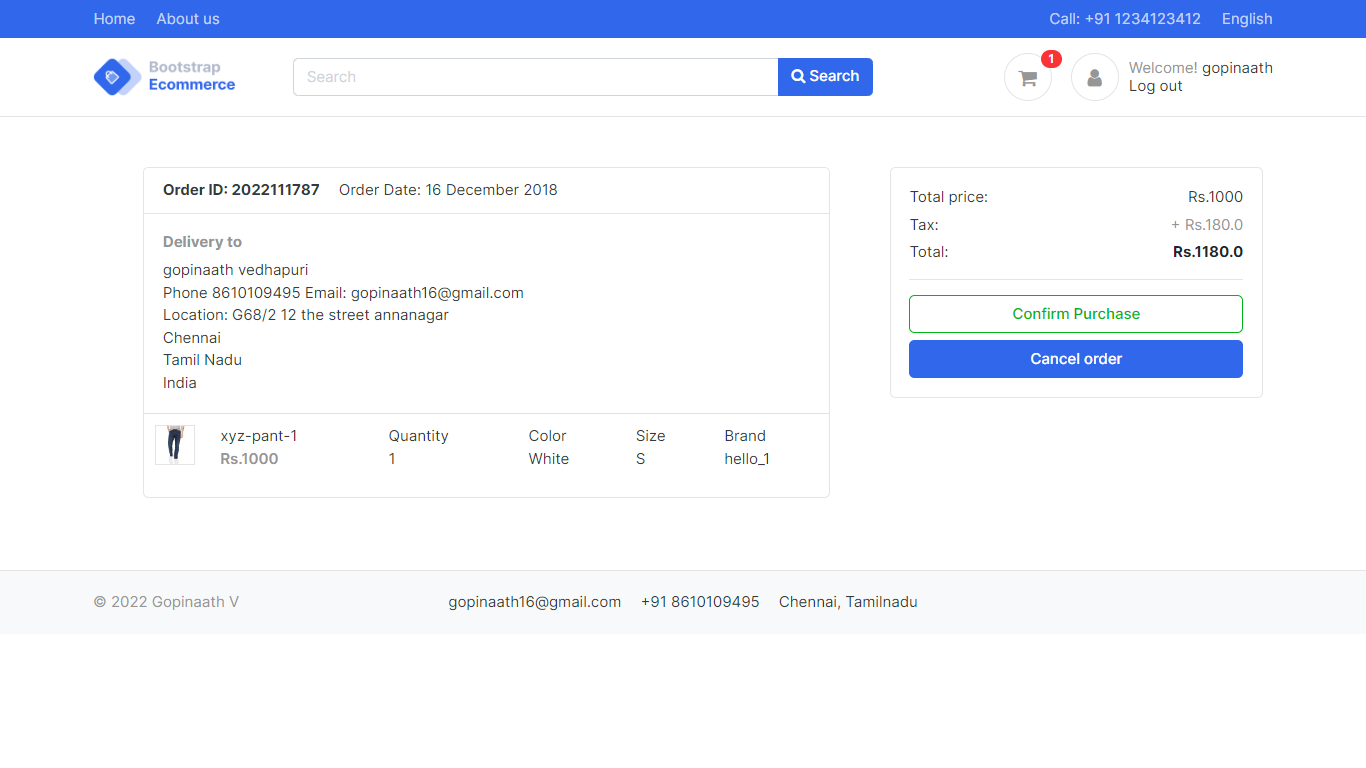 Home About us Call: +91 1234123412 English
Bootstrap
Ecommerce
Search
Search
1
Welcome! gopinaath
Log out
Order ID: 2022111787 Order Date: 16 December 2018
Delivery to
gopinaath vedhapuri
Phone 8610109495 Email: gopinaath16@gmail.com
Location: G68/2 12 the street annanagar
Chennai
Tamil Nadu
India
xyz-pant-1 Quantity Color Size Brand
Rs.1000 1 White S hello_1
Total price: Rs.1000
Tax: + Rs.180.0
Total: Rs.1180.0
Confirm Purchase
Cancel order
© 2022 Gopinaath V gopinaath16@gmail.com +91 8610109495 Chennai, Tamilnadu